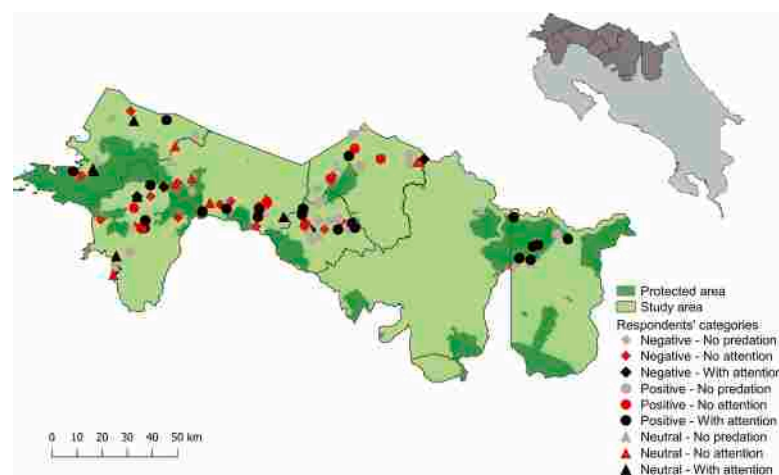 Protected area
Study area
Respondents' categories
Negative - No predation
Negative - No attention
Negative - With attention
Positive - No predation
Positive - No attention
Positive - With attention
Neutral - No predation
Neutral - No attention
Neutral - With attention
0 10 20 30 40 50 km